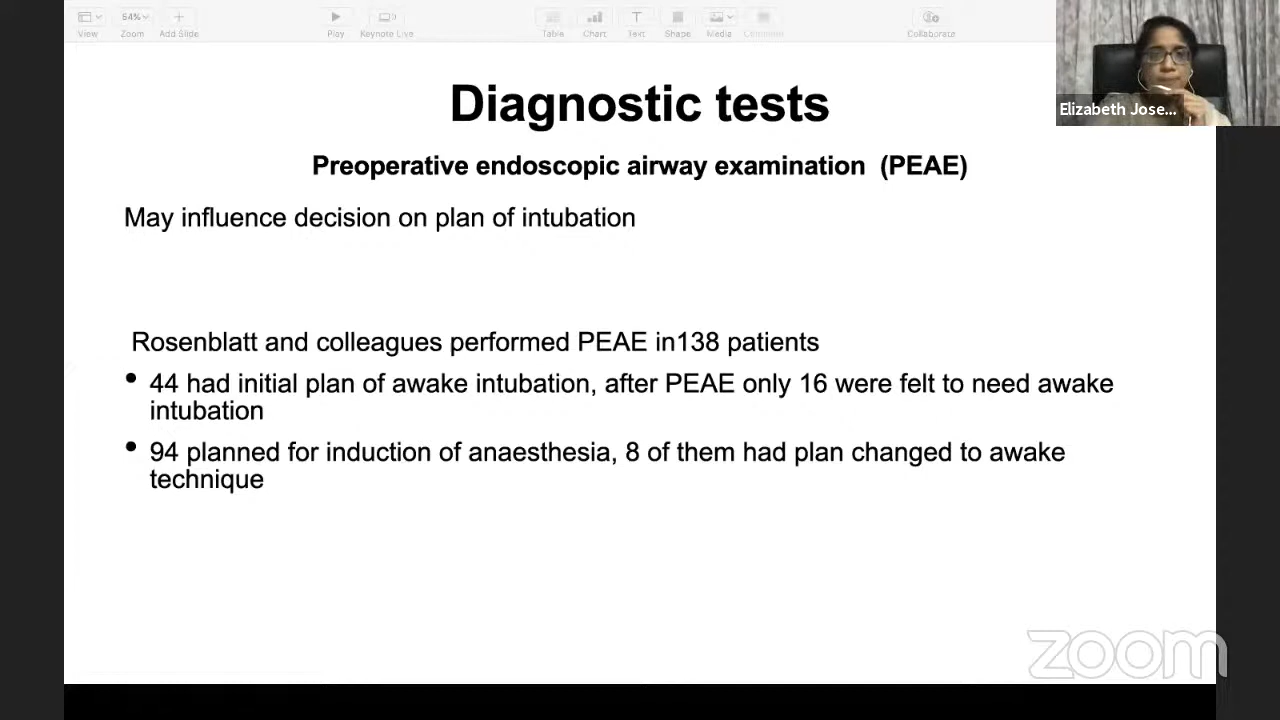 View
54%
Zoom
Add Slide
Play
Keynote Live
Table
Chart
Text
Shape
Media
Comment
Collaborate
Elizabeth Jose...
Diagnostic tests
Preoperative endoscopic airway examination (PEAE)
May influence decision on plan of intubation
Rosenblatt and colleagues performed PEAE in138 patients
• 44 had initial plan of awake intubation, after PEAE only 16 were felt to need awake
intubation
• 94 planned for induction of anaesthesia, 8 of them had plan changed to awake
technique
zoom